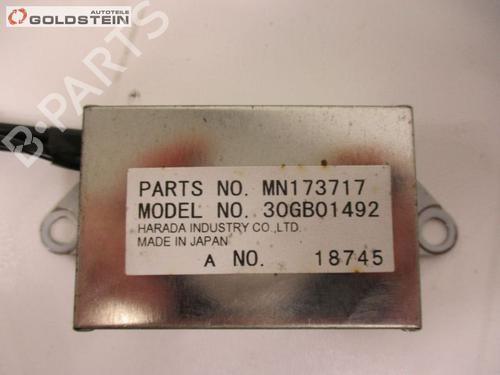 AUTOTEILE
GOLDSTEIN
B-PARTS
PARTS NO. MN173717
MODEL NO. 30GB01492
HARADA INDUSTRY CO.,LTD.
MADE IN JAPAN
A NO. 18745